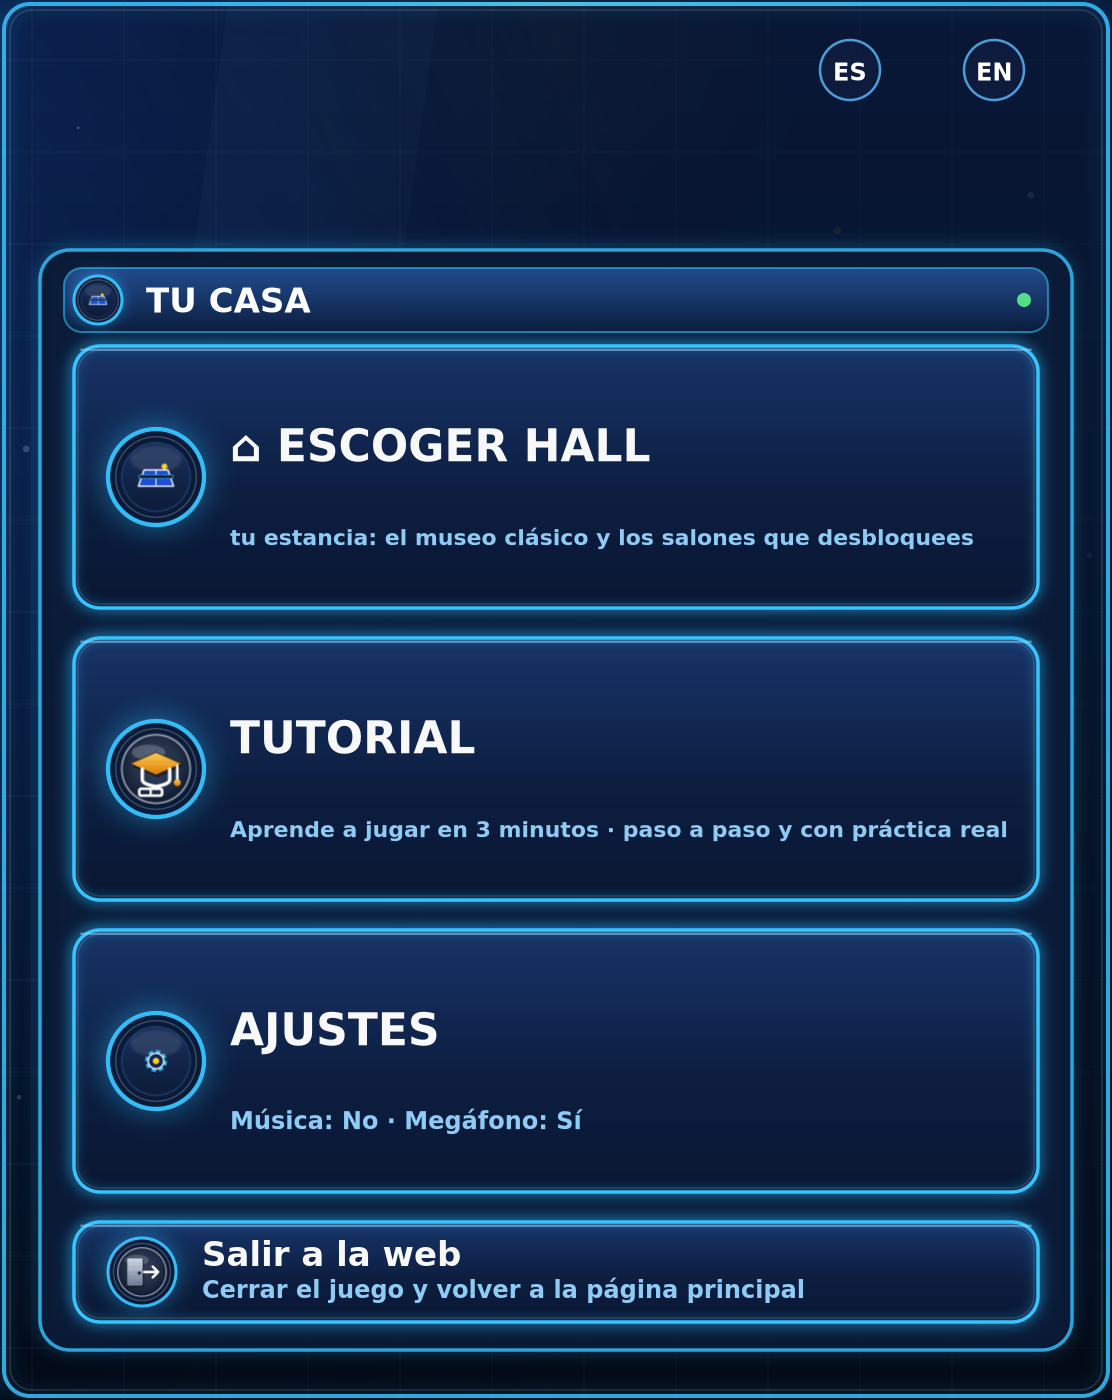 ES EN
TU CASA
⌂ ESCOGER HALL
tu estancia: el museo clásico y los salones que desbloquees
TUTORIAL
Aprende a jugar en 3 minutos · paso a paso y con práctica real
AJUSTES
Música: No · Megáfono: Sí
Salir a la web
Cerrar el juego y volver a la página principal